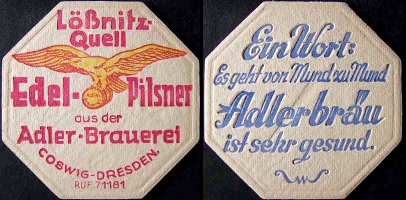 Lößnitz-
Quell
Edel-Pilsner
aus der
Adler-Brauerei
COSWIG-DRESDEN.
RUF 71181
Ein Wort:
Es geht von Mund zu Mund
Adlerbräu
ist sehr gesund.